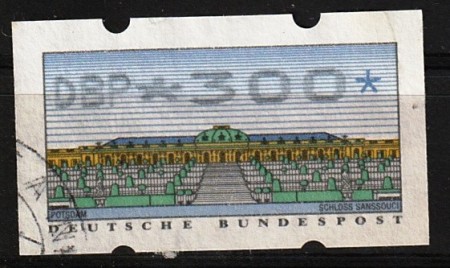 DBP*300*
POTSDAM SCHLOSS SANSSOUCI
DEUTSCHE BUNDESPOST